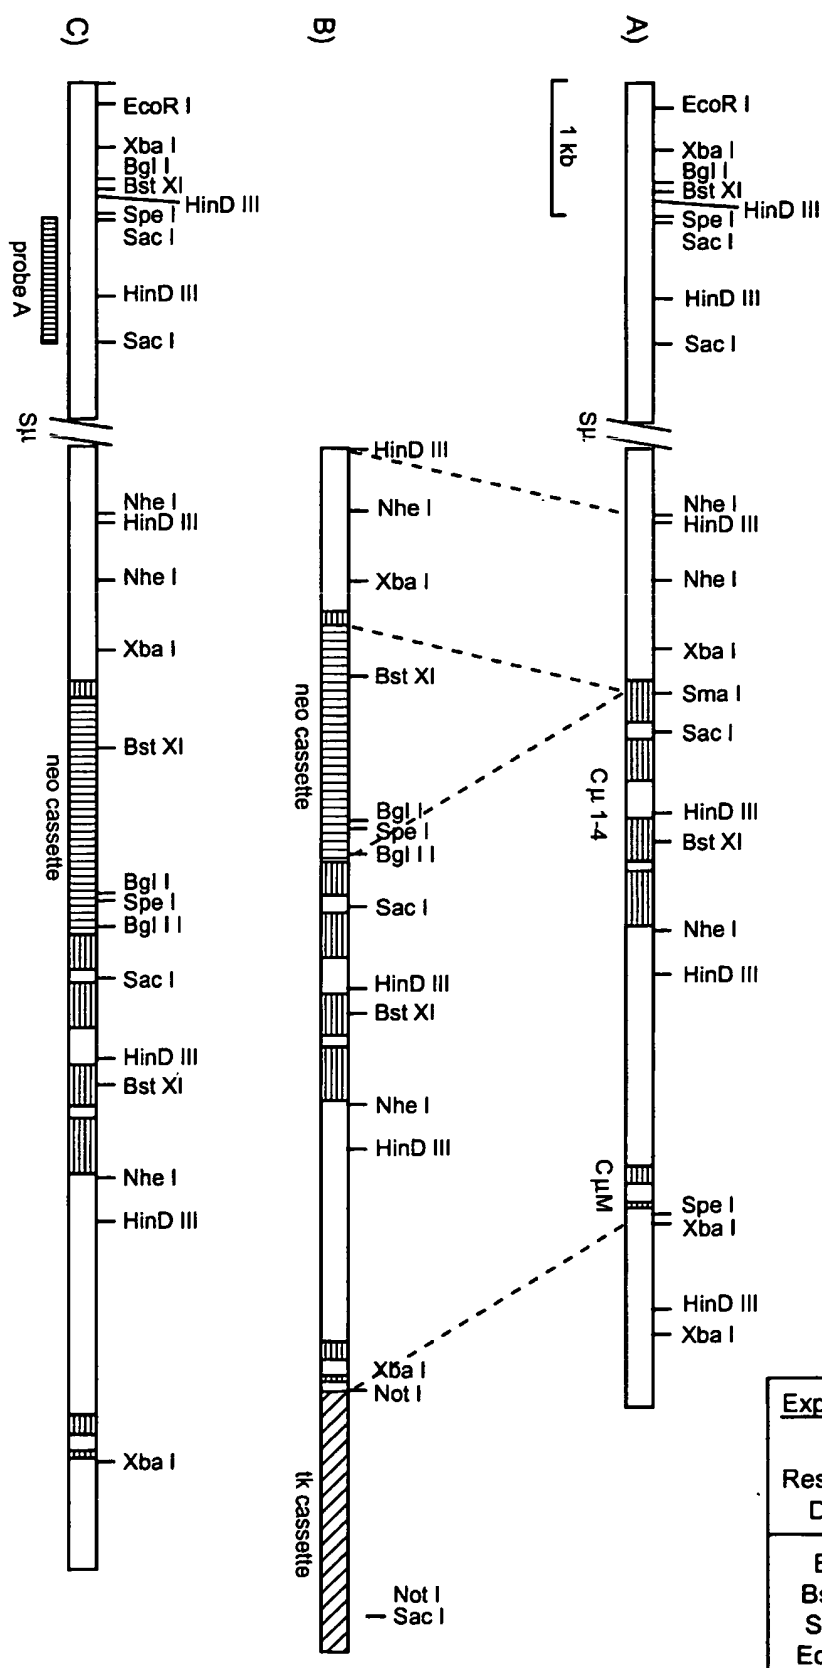 A)
EcoR I
Xba I
Bgl I
Bst XI
HinD III
Spe I
Sac I
HinD III
Sac I
1 kb
Sµ
Nhe I
HinD III
Nhe I
Xba I
Sma I
Sac I
Cµ 1-4
HinD III
Bst XI
Nhe I
HinD III
CµM
Spe I
Xba I
HinD III
Xba I
B)
HinD III
Nhe I
Xba I
neo cassette
Bst XI
Bgl I
Spe I
Bgl I I
Sac I
HinD III
Bst XI
Nhe I
HinD III
Xba I
Not I
tk cassette
Not I
Sac I
C)
EcoR I
Xba I
Bgl I
Bst XI
HinD III
Spe I
Sac I
probe A
HinD III
Sac I
Sµ
Nhe I
HinD III
Nhe I
Xba I
Bst XI
neo cassette
Bgl I
Spe I
Bgl I I
Sac I
HinD III
Bst XI
Nhe I
HinD III
Xba I
Exp
Res